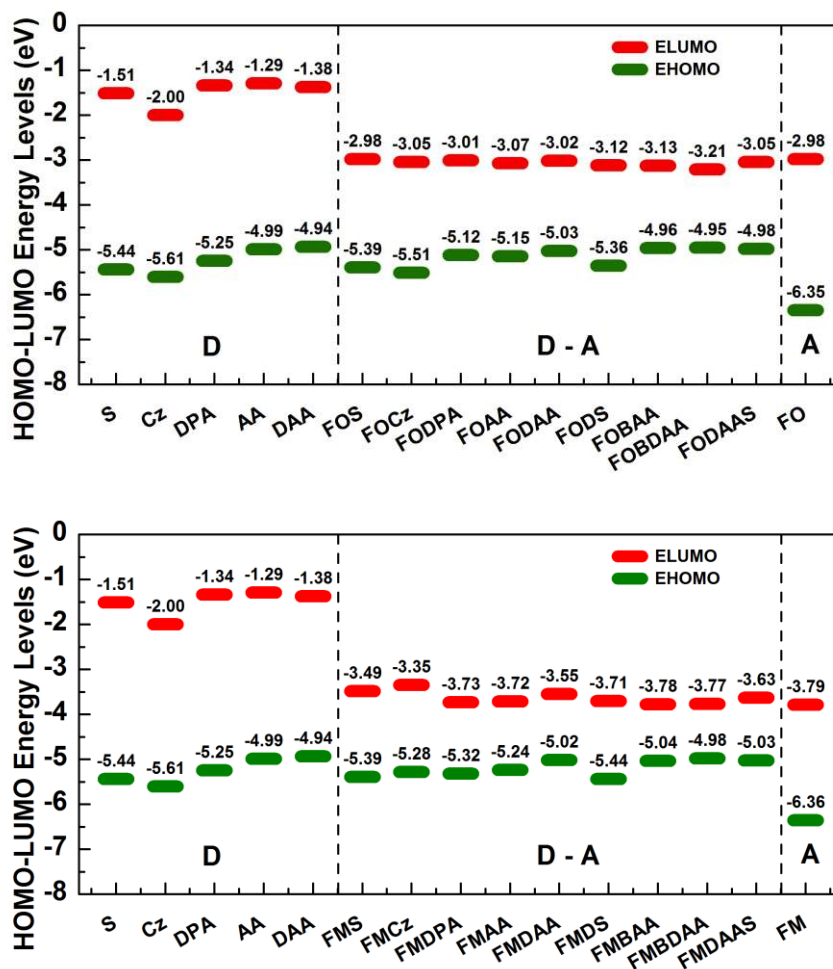 HOMO-LUMO Energy Levels (eV)
0
-1
-2
-3
-4
-5
-6
-7
-8
ELUMO
EHOMO
-1.51
-2.00
-1.34
-1.29
-1.38
-2.98
-3.05
-3.01
-3.07
-3.02
-3.12
-3.13
-3.21
-3.05
-2.98
-5.44
-5.61
-5.25
-4.99
-4.94
-5.39
-5.51
-5.12
-5.15
-5.03
-5.36
-4.96
-4.95
-4.98
-6.35
D
D - A
A
S
Cz
DPA
AA
DAA
FOS
FOCz
FODPA
FOAA
FODAA
FODS
FOBAA
FOBDAA
FODAAS
FO
HOMO-LUMO Energy Levels (eV)
0
-1
-2
-3
-4
-5
-6
-7
-8
ELUMO
EHOMO
-1.51
-2.00
-1.34
-1.29
-1.38
-3.49
-3.35
-3.73
-3.72
-3.55
-3.71
-3.78
-3.77
-3.63
-3.79
-5.44
-5.61
-5.25
-4.99
-4.94
-5.39
-5.28
-5.32
-5.24
-5.02
-5.44
-5.04
-4.98
-5.03
-6.36
D
D - A
A
S
Cz
DPA
AA
DAA
FMS
FMCz
FMDPA
FMAA
FMDAA
FMDS
FMBAA
FMBDAA
FMDAAS
FM